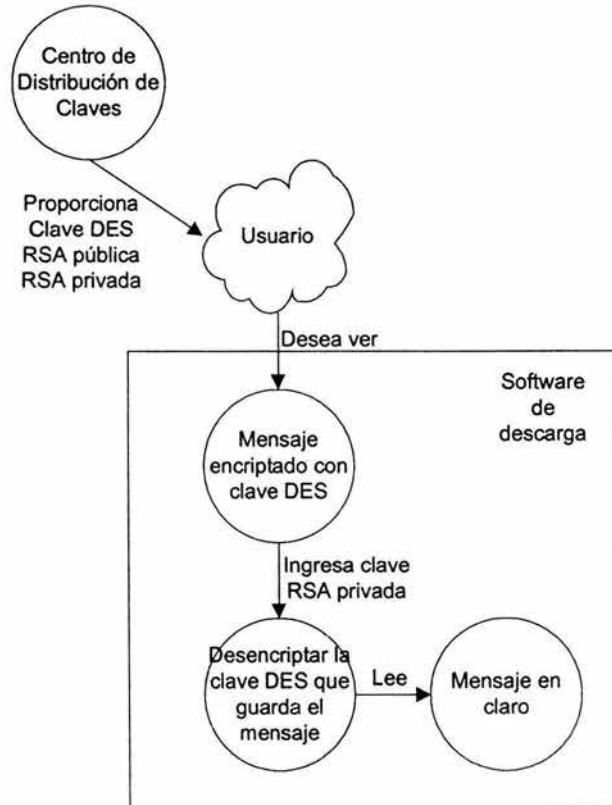 Centro de
Distribución de
Claves
Proporciona
Clave DES
RSA pública
RSA privada
Usuario
Desea ver
Software
de
descarga
Mensaje
encriptado con
clave DES
Ingresa clave
RSA privada
Desencriptar la
clave DES que
guarda el
mensaje
Lee
Mensaje en
claro